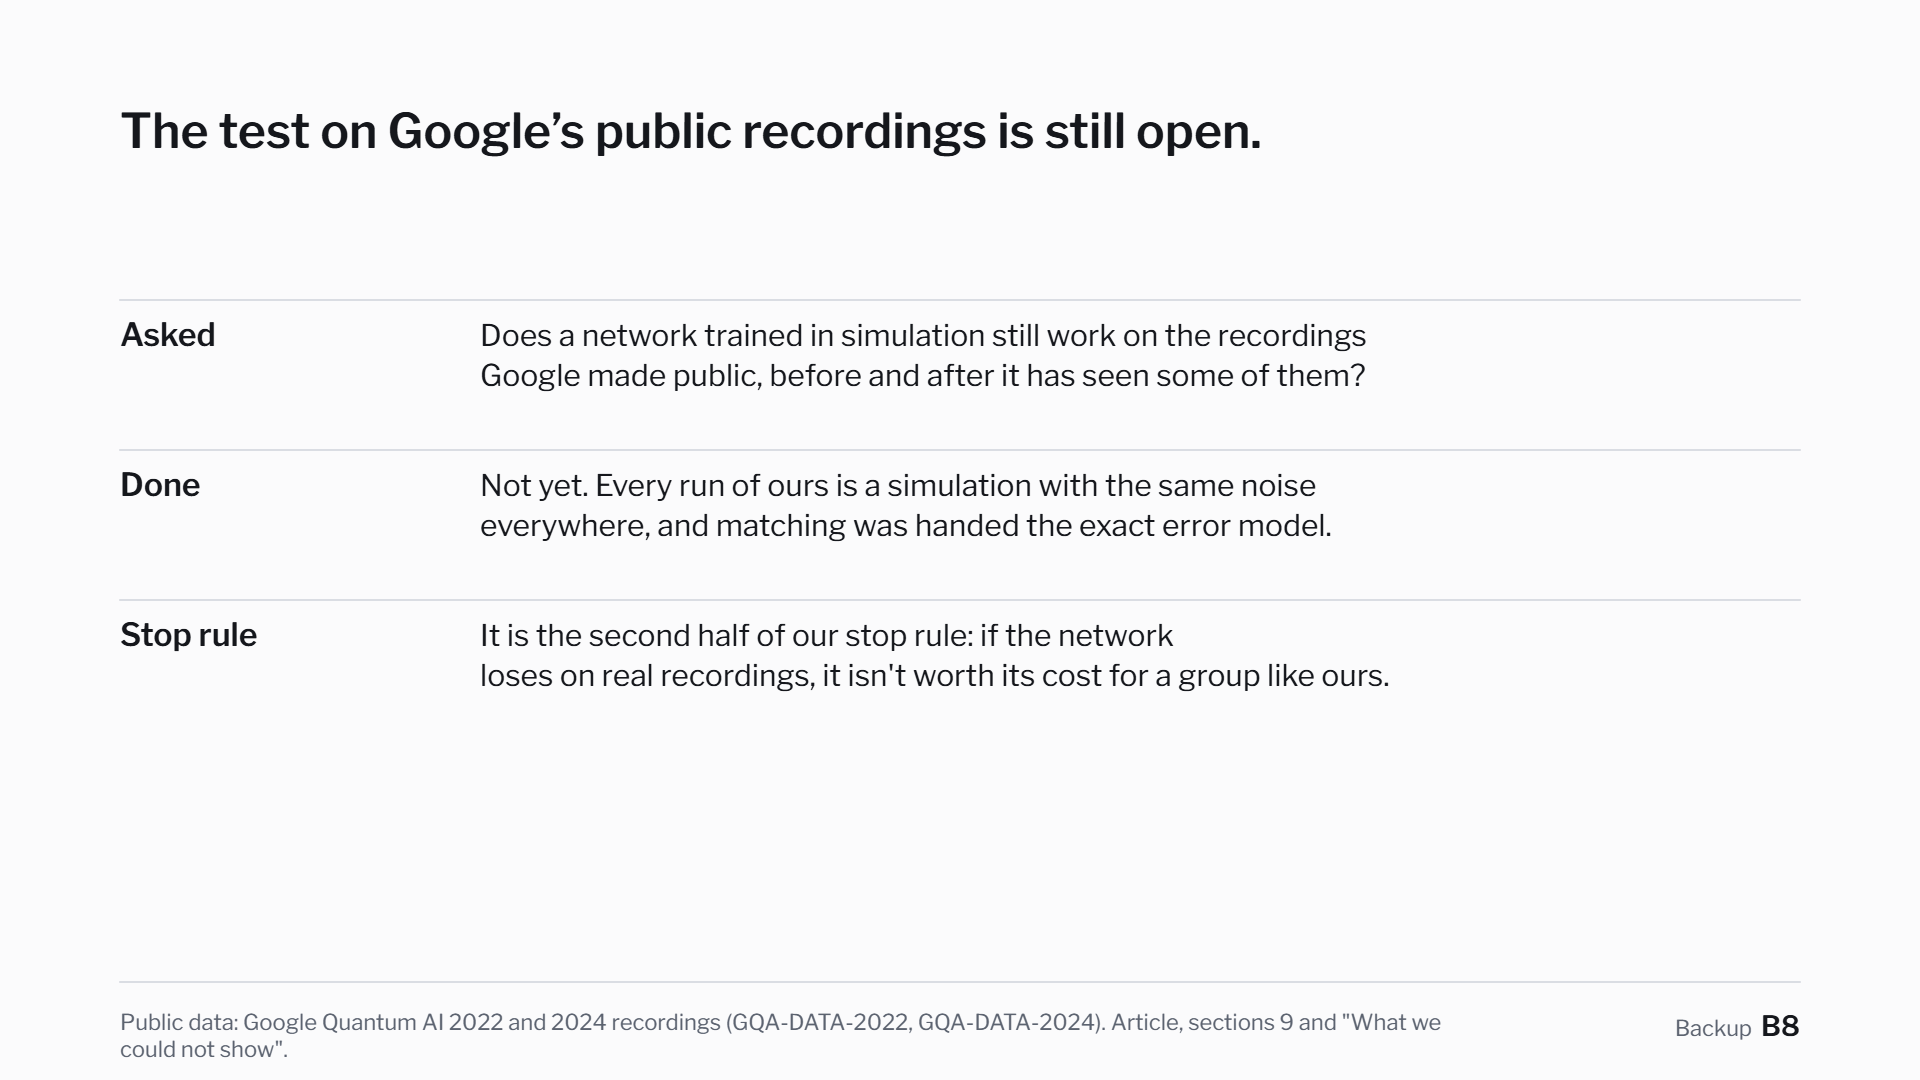 The test on Google’s public recordings is still open.
Asked
Does a network trained in simulation still work on the recordings
Google made public, before and after it has seen some of them?
Done
Not yet. Every run of ours is a simulation with the same noise
everywhere, and matching was handed the exact error model.
Stop rule
It is the second half of our stop rule: if the network
loses on real recordings, it isn't worth its cost for a group like ours.
Public data: Google Quantum AI 2022 and 2024 recordings (GQA-DATA-2022, GQA-DATA-2024). Article, sections 9 and "What we
could not show".
Backup B8